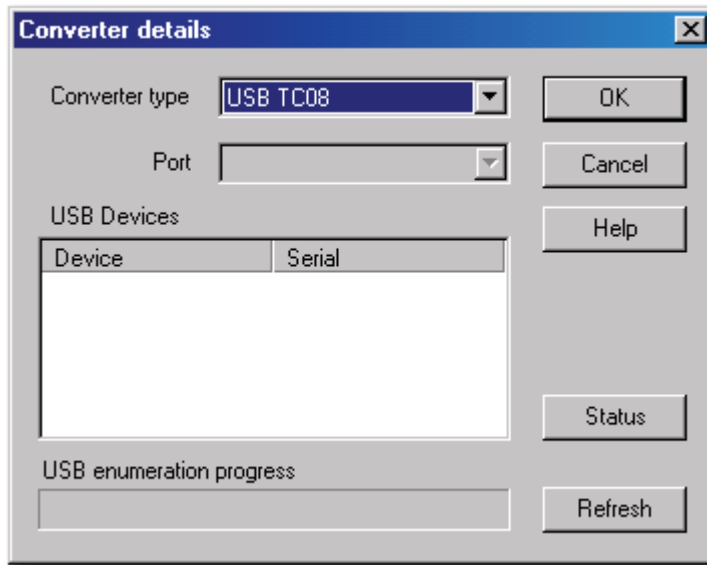 Converter details
Converter type USB TC08 OK
Port Cancel
USB Devices Help
Device Serial
Status
USB enumeration progress
Refresh